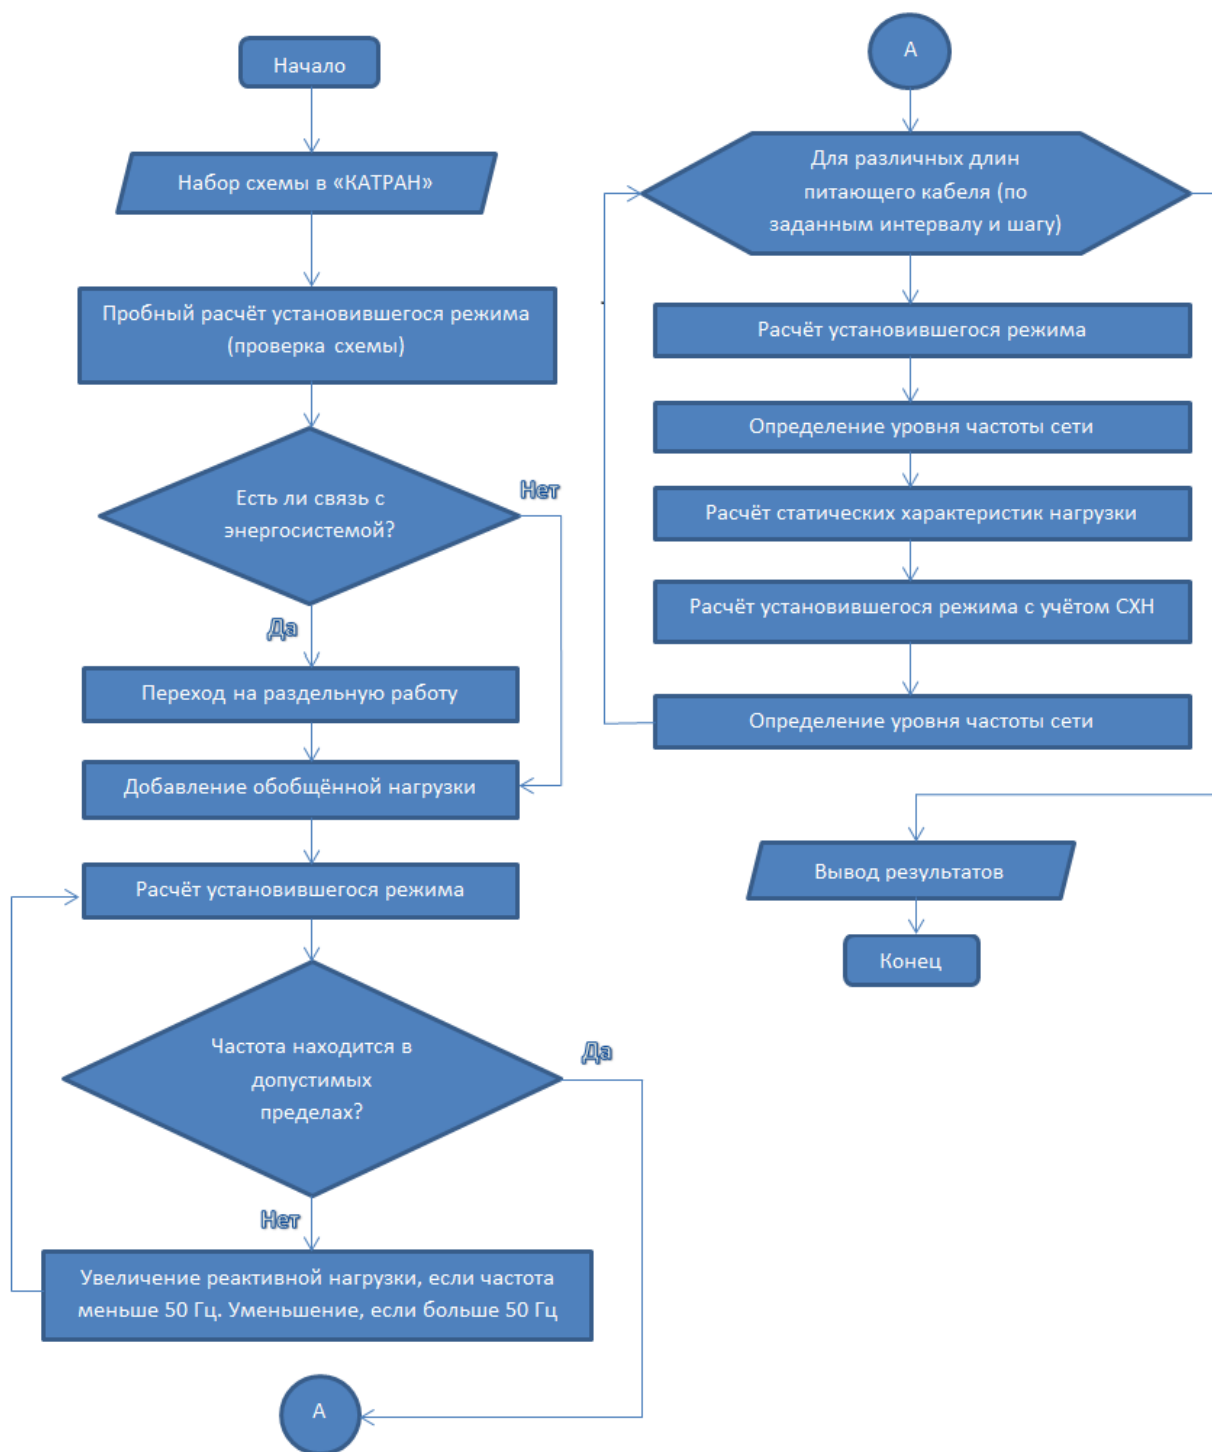 Начало
Набор схемы в «КАТРАН»
Пробный расчёт установившегося режима
(проверка схемы)
Есть ли связь с
энергосистемой?
Нет
Да
Переход на раздельную работу
Добавление обобщённой нагрузки
Расчёт установившегося режима
Частота находится в
допустимых
пределах?
Да
Нет
Увеличение реактивной нагрузки, если частота
меньше 50 Гц. Уменьшение, если больше 50 Гц
А
А
Для различных длин
питающего кабеля (по
заданным интервалу и шагу)
Расчёт установившегося режима
Определение уровня частоты сети
Расчёт статических характеристик нагрузки
Расчёт установившегося режима с учётом СХН
Определение уровня частоты сети
Вывод результатов
Конец